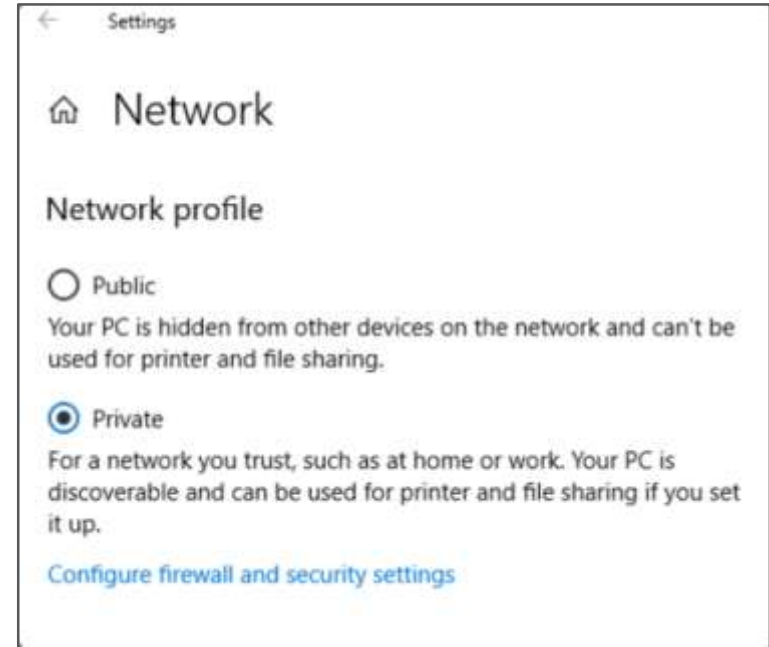 Settings
Network
Network profile
Public
Your PC is hidden from other devices on the network and can't be
used for printer and file sharing.
Private
For a network you trust, such as at home or work. Your PC is
discoverable and can be used for printer and file sharing if you set
it up.
Configure firewall and security settings